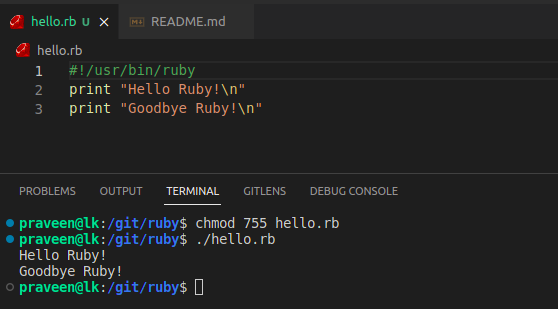 hello.rb U
README.md
hello.rb
1 #!/usr/bin/ruby
2 print "Hello Ruby!\n"
3 print "Goodbye Ruby!\n"
PROBLEMS OUTPUT TERMINAL GITLENS DEBUG CONSOLE
praveen@lk:/git/ruby$ chmod 755 hello.rb
praveen@lk:/git/ruby$ ./hello.rb
Hello Ruby!
Goodbye Ruby!
praveen@lk:/git/ruby$